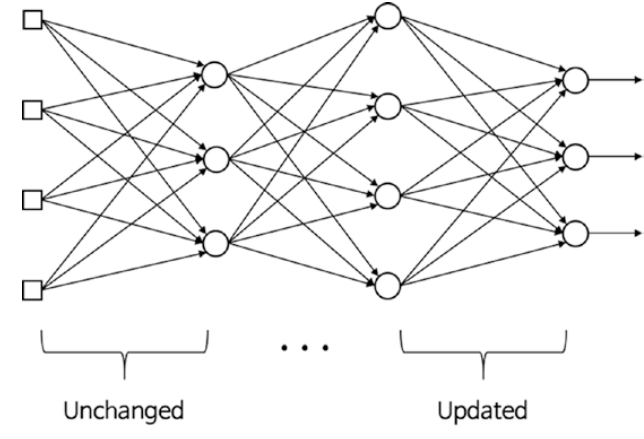 . . .
Unchanged
Updated